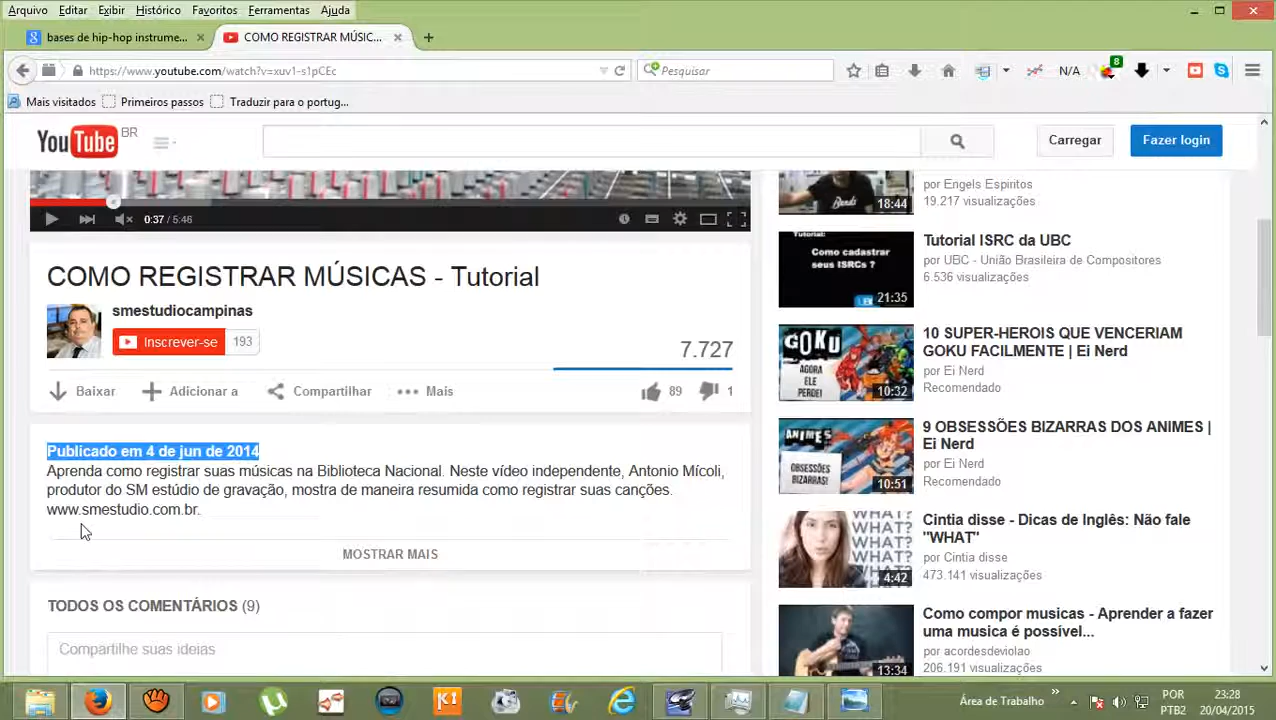 Arquivo Editar Exibir Histórico Favoritos Ferramentas Ajuda
bases de hip-hop instrume...
COMO REGISTRAR MÚSIC...
https://www.youtube.com/watch?v=xuv1-s1pCEc
Pesquisar
N/A
8
Mais visitados
Primeiros passos
Traduzir para o portug...
YouTube BR
Carregar
Fazer login
0:37 / 5:46
COMO REGISTRAR MÚSICAS - Tutorial
smestudiocampinas
Inscrever-se 193
7.727
Baixar
Adicionar a
Compartilhar
Mais
89
1
Publicado em 4 de jun de 2014
Aprenda como registrar suas músicas na Biblioteca Nacional. Neste vídeo independente, Antonio Mícoli,
produtor do SM estúdio de gravação, mostra de maneira resumida como registrar suas canções.
www.smestudio.com.br.
MOSTRAR MAIS
TODOS OS COMENTÁRIOS (9)
Compartilhe suas ideias
18:44
por Engels Espiritos
19.217 visualizações
Tutorial:
Como cadastrar
seus ISRCs ?
21:35
Tutorial ISRC da UBC
por UBC - União Brasileira de Compositores
6.536 visualizações
GOKU
AGORA
ELE
PERDE!
10:32
10 SUPER-HEROIS QUE VENCERIAM
GOKU FACILMENTE | Ei Nerd
por Ei Nerd
Recomendado
ANIMES
OBSESSÕES
BIZARRAS!
10:51
9 OBSESSÕES BIZARRAS DOS ANIMES |
Ei Nerd
por Ei Nerd
Recomendado
WHAT?
WHAT?
WHAT?
WHAT?
4:42
Cintia disse - Dicas de Inglês: Não fale
"WHAT"
por Cintia disse
473.141 visualizações
13:34
Como compor musicas - Aprender a fazer
uma musica é possível...
por acordesdeviolao
206.191 visualizações
K1
Área de Trabalho
POR
PTB2
23:28
20/04/2015